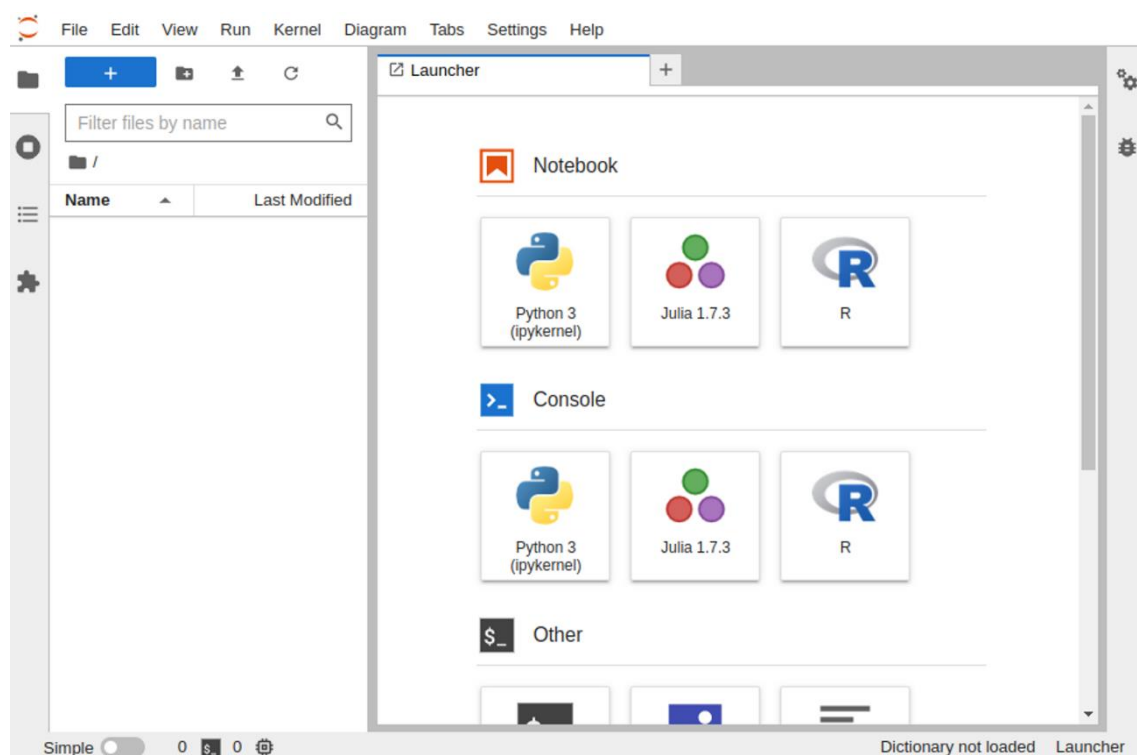 File Edit View Run Kernel Diagram Tabs Settings Help
+
Launcher +
Filter files by name
/
Name Last Modified
Notebook
Python 3
(ipykernel)
Julia 1.7.3
R
Console
Python 3
(ipykernel)
Julia 1.7.3
R
$_ Other
Simple 0 $_ 0 Dictionary not loaded Launcher